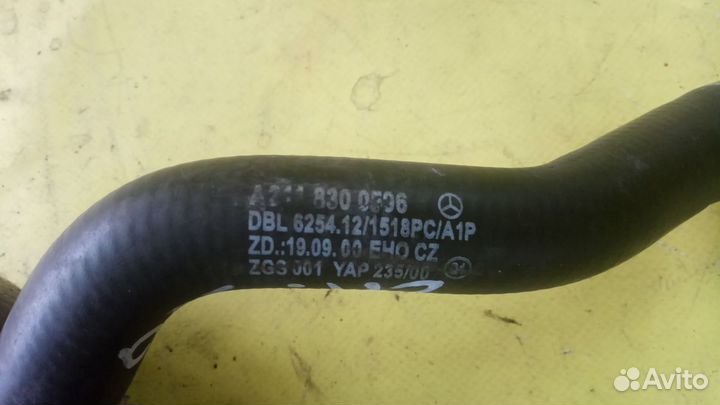 A211 830 0596
DBL 6254.12/1518PC/A1P
ZD.:19.09.00 EHO CZ
ZGS 001 YAP 235/00
Avito